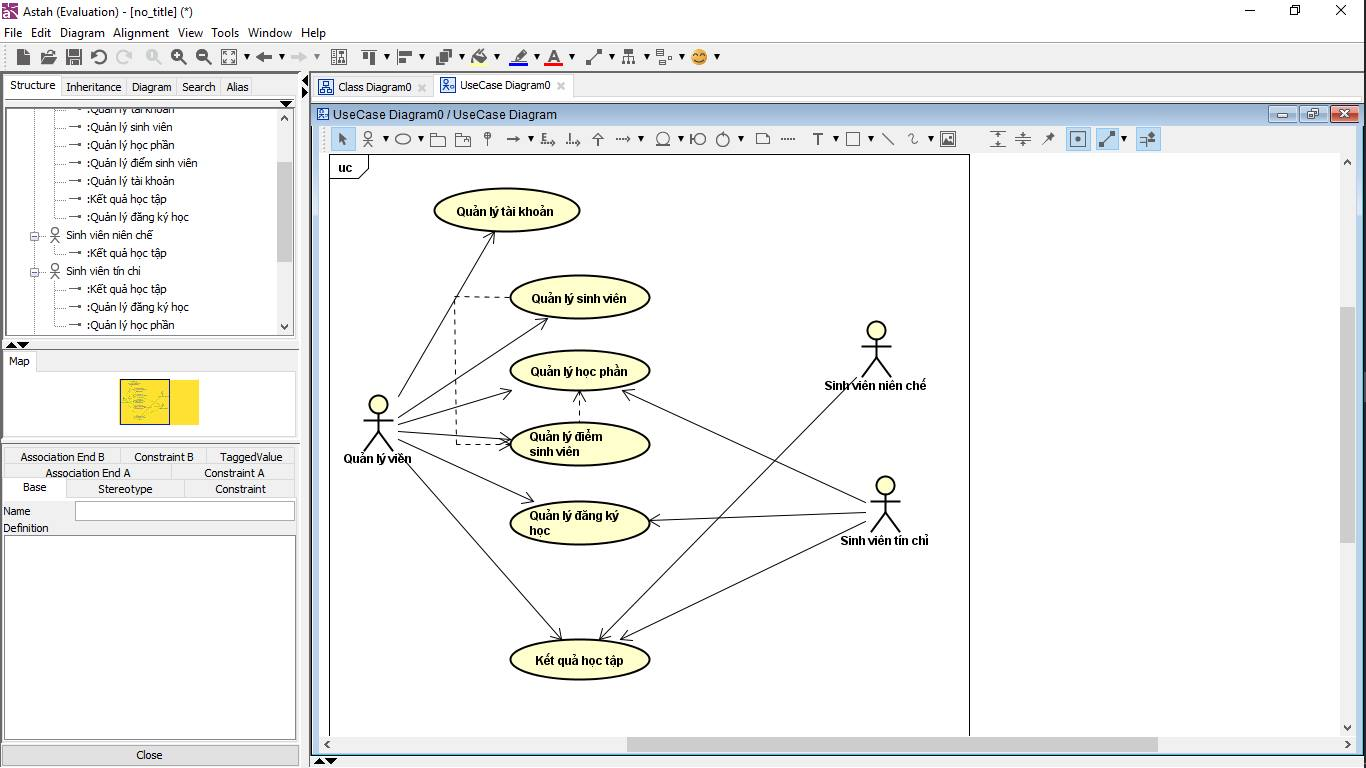 Astah (Evaluation) - [no_title] (*)
File Edit Diagram Alignment View Tools Window Help
Structure Inheritance Diagram Search Alias
:Quản lý tài khoản
:Quản lý sinh viên
:Quản lý học phần
:Quản lý điểm sinh viên
:Quản lý tài khoản
:Kết quả học tập
:Quản lý đăng ký học
Sinh viên niên chế
:Kết quả học tập
Sinh viên tín chỉ
:Kết quả học tập
:Quản lý đăng ký học
:Quản lý học phần
Map
Association End B Constraint B TaggedValue
Association End A Constraint A
Base Stereotype Constraint
Name
Definition
Close
Class Diagram0 UseCase Diagram0
UseCase Diagram0 / UseCase Diagram
uc
Quản lý tài khoản
Quản lý sinh viên
Quản lý học phần
Quản lý điểm
sinh viên
Quản lý đăng ký
học
Kết quả học tập
Quản lý viên
Sinh viên niên chế
Sinh viên tín chỉ